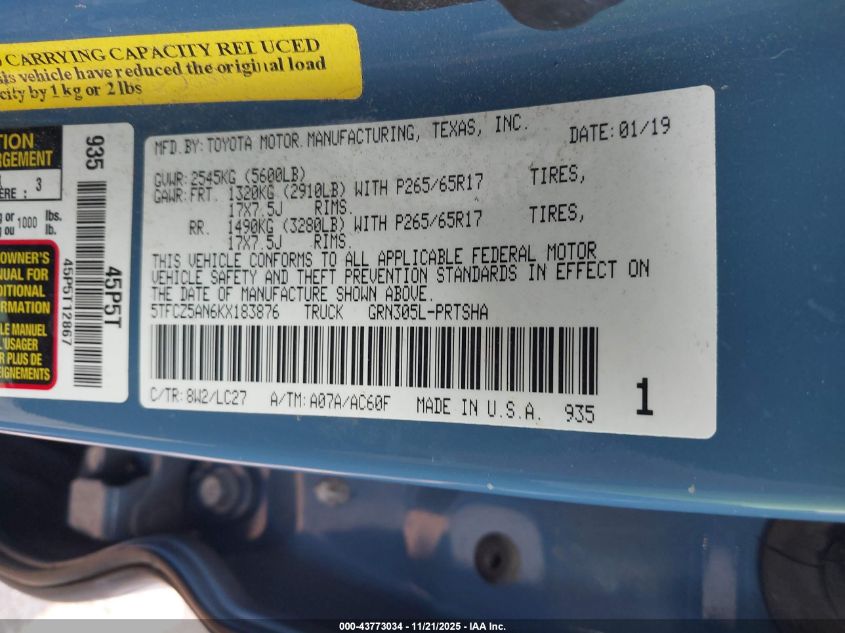 CARRYING CAPACITY REDUCED
vehicle have reduced the original load
city by 1 kg or 2 lbs
MFD.BY: TOYOTA MOTOR MANUFACTURING, TEXAS, INC. DATE:01/19
GVWR:2545KG (5600LB)
GAWR:FRT. 1320KG (2910LB) WITH P265/65R17 TIRES,
17X7.5J RIMS.
RR. 1490KG (3280LB) WITH P265/65R17 TIRES,
17X7.5J RIMS.
THIS VEHICLE CONFORMS TO ALL APPLICABLE FEDERAL MOTOR
VEHICLE SAFETY AND THEFT PREVENTION STANDARDS IN EFFECT ON
THE DATE OF MANUFACTURE SHOWN ABOVE.
5TFCZ5AN6KX183876 TRUCK GRN305L-PRTSHA
C/TR:8W2/LC27 A/TM:A07A/AC60F MADE IN U.S.A. 935
1
TION
RGEMENT
ERE : 3
g or 1000 lbs.
g ou lb.
OWNER'S
NUAL FOR
DITIONAL
ORMATION
LE MANUEL
L'USAGER
R PLUS DE
EIGNEMENTS
935
45P5T12867
45P5T
000-43773034 - 11/21/2025 - IAA Inc.